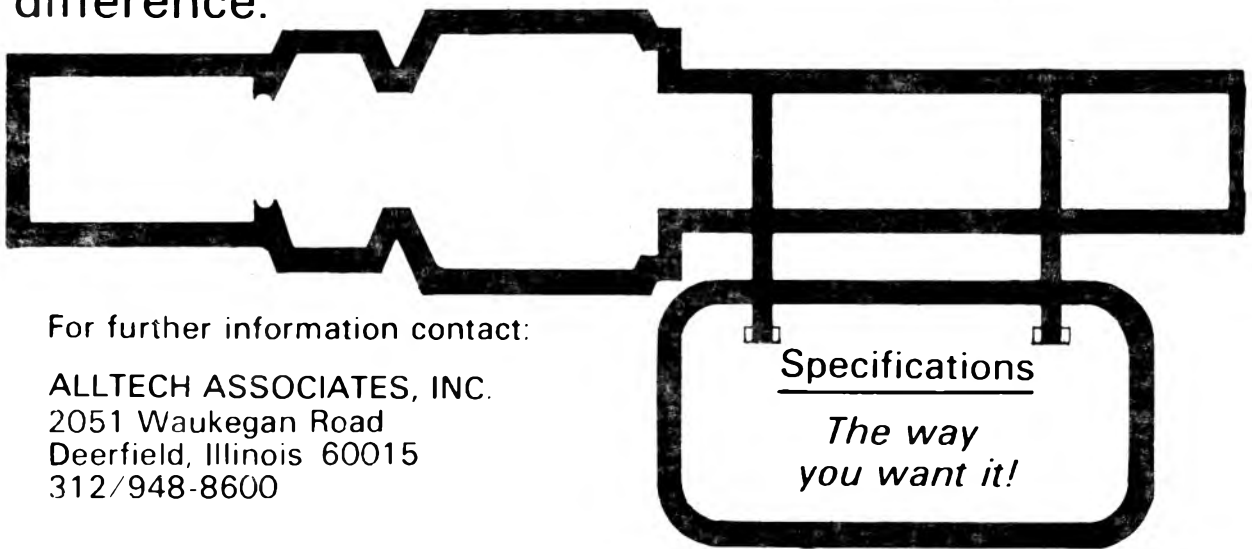 difference.
For further information contact:
ALLTECH ASSOCIATES, INC.
2051 Waukegan Road
Deerfield, Illinois 60015
312/948-8600
Specifications
The way
you want it!